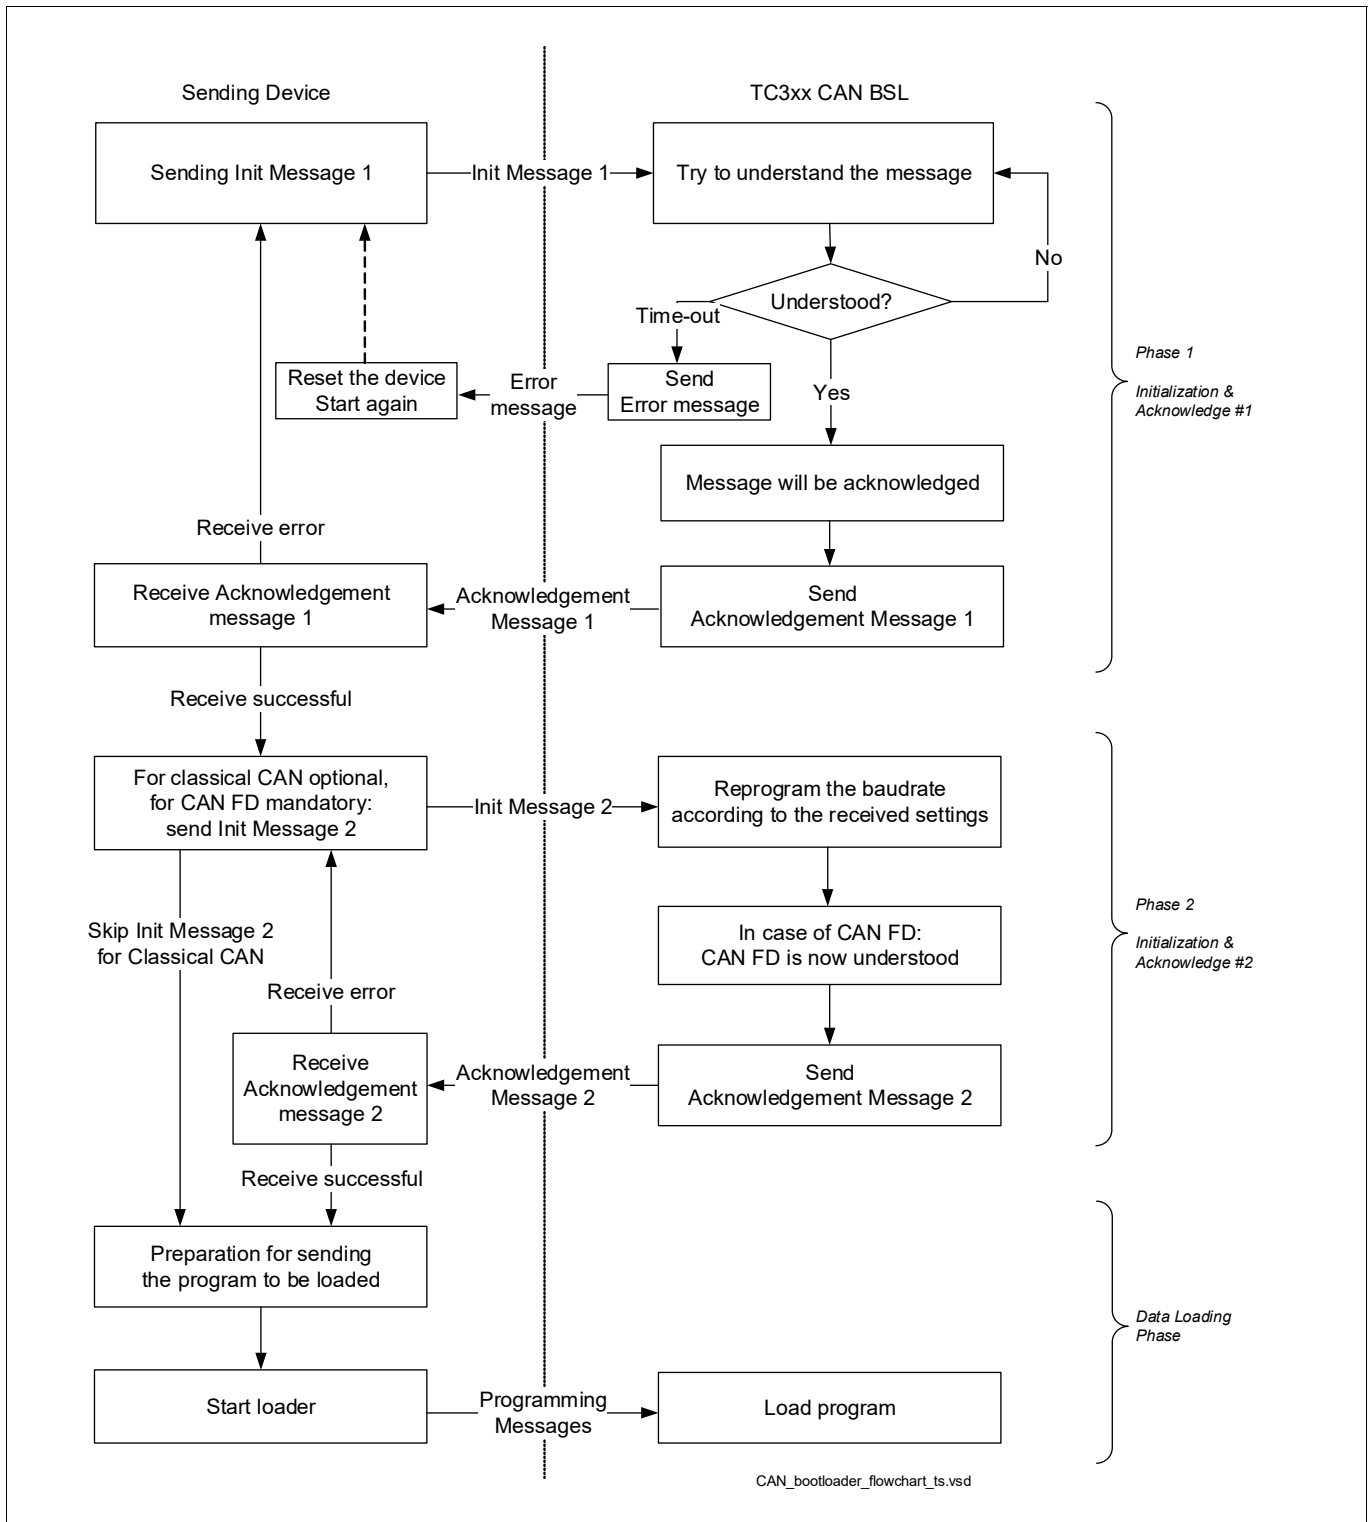 Sending Device
TC3xx CAN BSL
Sending Init Message 1
Init Message 1
Try to understand the message
No
Understood?
Time-out
Reset the device
Start again
Error
message
Send
Error message
Yes
Phase 1
Initialization &
Acknowledge #1
Message will be acknowledged
Receive error
Receive Acknowledgement
message 1
Acknowledgement
Message 1
Send
Acknowledgement Message 1
Receive successful
For classical CAN optional,
for CAN FD mandatory:
send Init Message 2
Init Message 2
Reprogram the baudrate
according to the received settings
Skip Init Message 2
for Classical CAN
In case of CAN FD:
CAN FD is now understood
Phase 2
Initialization &
Acknowledge #2
Receive error
Receive
Acknowledgement
message 2
Acknowledgement
Message 2
Send
Acknowledgement Message 2
Receive successful
Preparation for sending
the program to be loaded
Data Loading
Phase
Start loader
Programming
Messages
Load program
CAN_bootloader_flowchart_ts.vsd